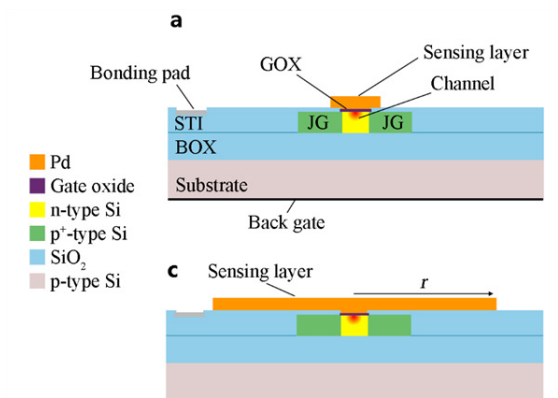 a
Sensing layer
GOX
Channel
Bonding pad
STI
JG
JG
BOX
Substrate
Back gate
Pd
Gate oxide
n-type Si
p⁺-type Si
SiO₂
p-type Si
c
Sensing layer
r